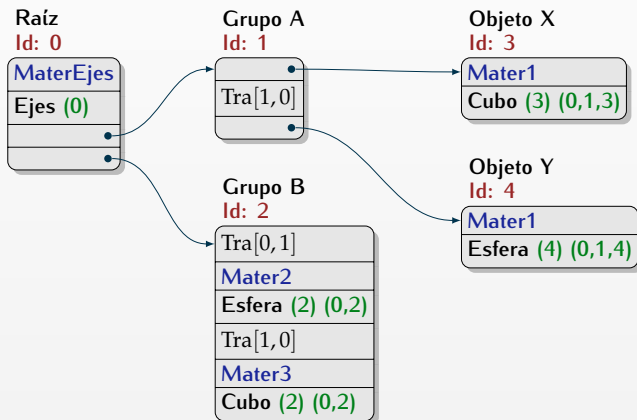 Raíz
Id: 0
MaterEjes
Ejes (0)
Grupo A
Id: 1
Tra[1, 0]
Grupo B
Id: 2
Tra[0, 1]
Mater2
Esfera (2) (0,2)
Tra[1, 0]
Mater3
Cubo (2) (0,2)
Objeto X
Id: 3
Mater1
Cubo (3) (0,1,3)
Objeto Y
Id: 4
Mater1
Esfera (4) (0,1,4)